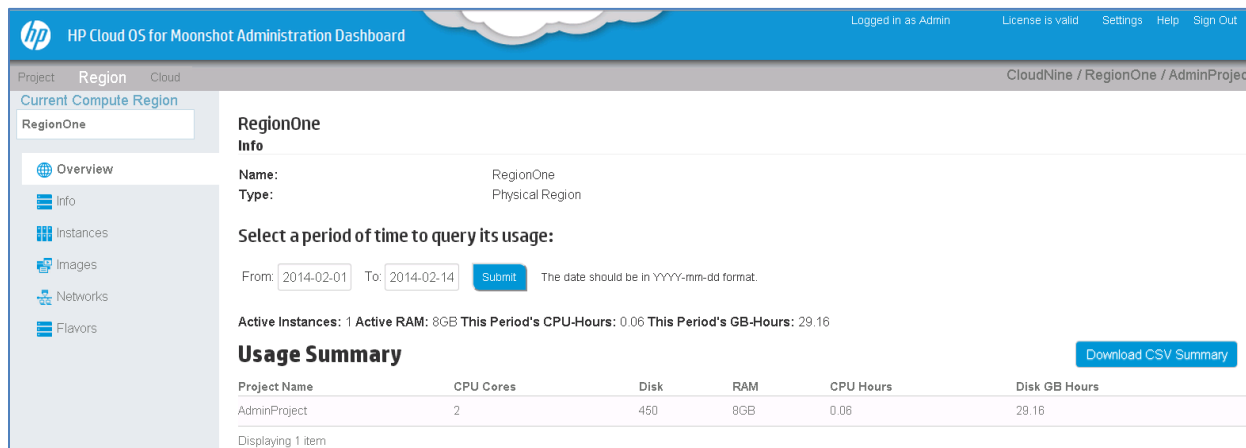 hp HP Cloud OS for Moonshot Administration Dashboard Logged in as Admin License is valid Settings Help Sign Out
Project Region Cloud CloudNine / RegionOne / AdminProjec
Current Compute Region
RegionOne
Overview
Info
Instances
Images
Networks
Flavors
RegionOne
Info
Name: RegionOne
Type: Physical Region
Select a period of time to query its usage:
From: 2014-02-01 To: 2014-02-14 Submit The date should be in YYYY-mm-dd format.
Active Instances: 1 Active RAM: 8GB This Period's CPU-Hours: 0.06 This Period's GB-Hours: 29.16
Usage Summary Download CSV Summary
Project Name CPU Cores Disk RAM CPU Hours Disk GB Hours
AdminProject 2 450 8GB 0.06 29.16
Displaying 1 item